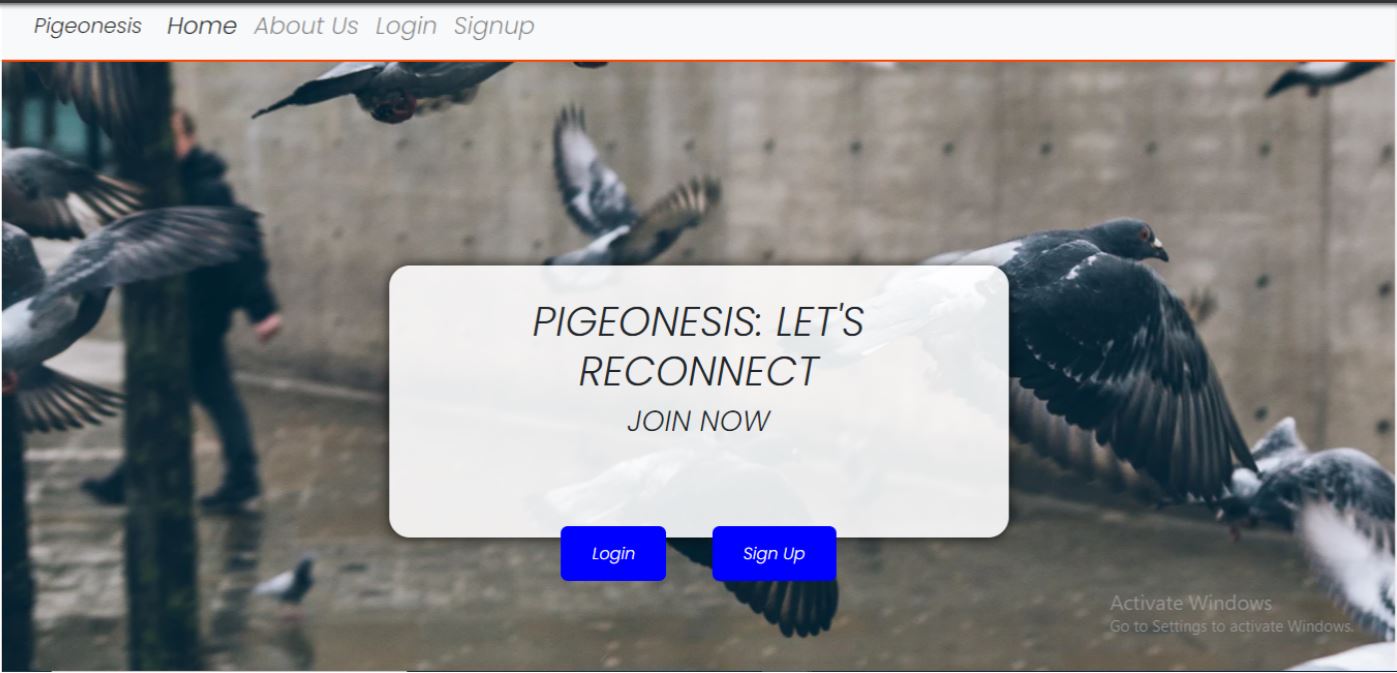 Pigeonesis Home About Us Login Signup
PIGEONESIS: LET'S
RECONNECT
JOIN NOW
Login Sign Up
Activate Windows
Go to Settings to activate Windows.